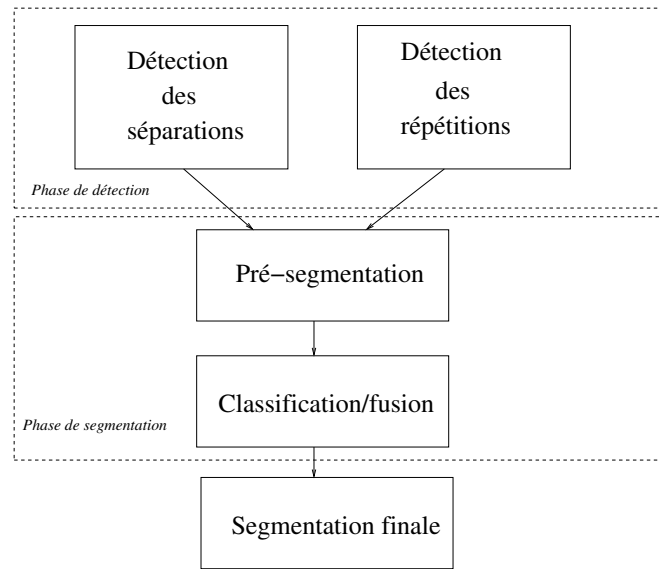 Détection
des
séparations
Détection
des
répétitions
Phase de détection
Pré−segmentation
Classification/fusion
Phase de segmentation
Segmentation finale